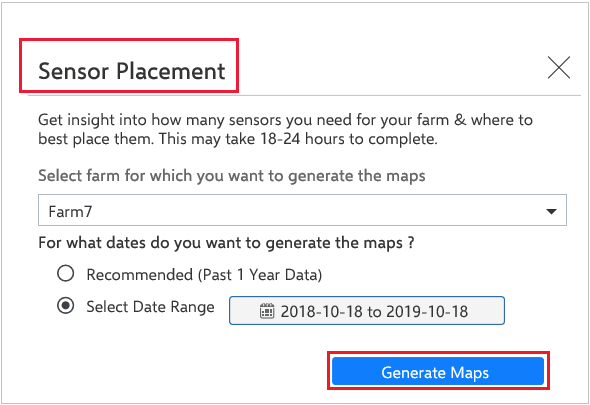 Sensor Placement
Get insight into how many sensors you need for your farm & where to
best place them. This may take 18-24 hours to complete.
Select farm for which you want to generate the maps
Farm7
For what dates do you want to generate the maps ?
Recommended (Past 1 Year Data)
Select Date Range 2018-10-18 to 2019-10-18
Generate Maps